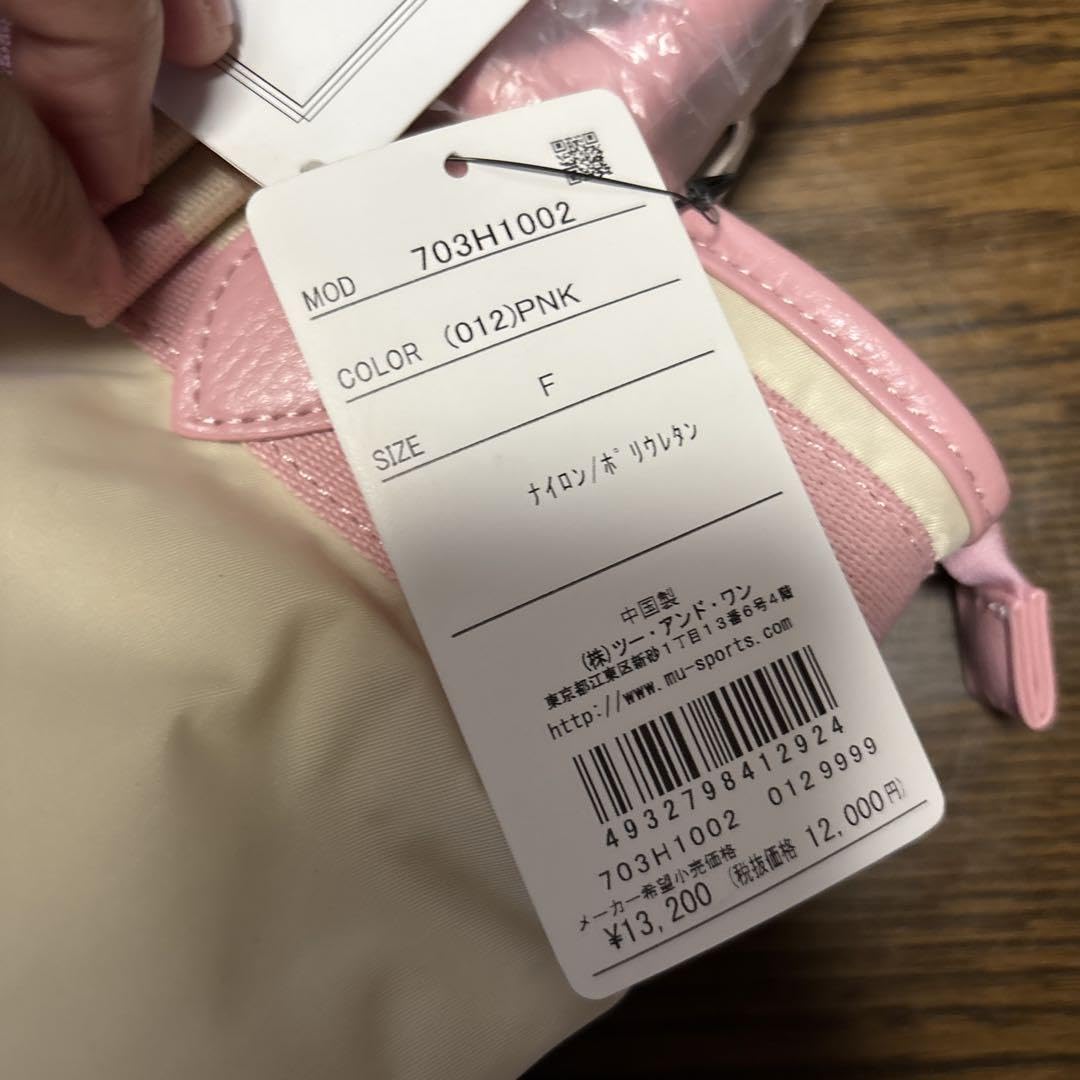 MOD 703H1002
COLOR (012)PNK
SIZE F
ナイロン/ポリウレタン
中国製
(株)ツー・アンド・ワン
東京都江東区新砂1丁目13番6号4階
http://www.mu-sports.com
4932798412924
703H1002 0129999
メーカー希望小売価格
¥13,200 (税抜価格 12,000円)